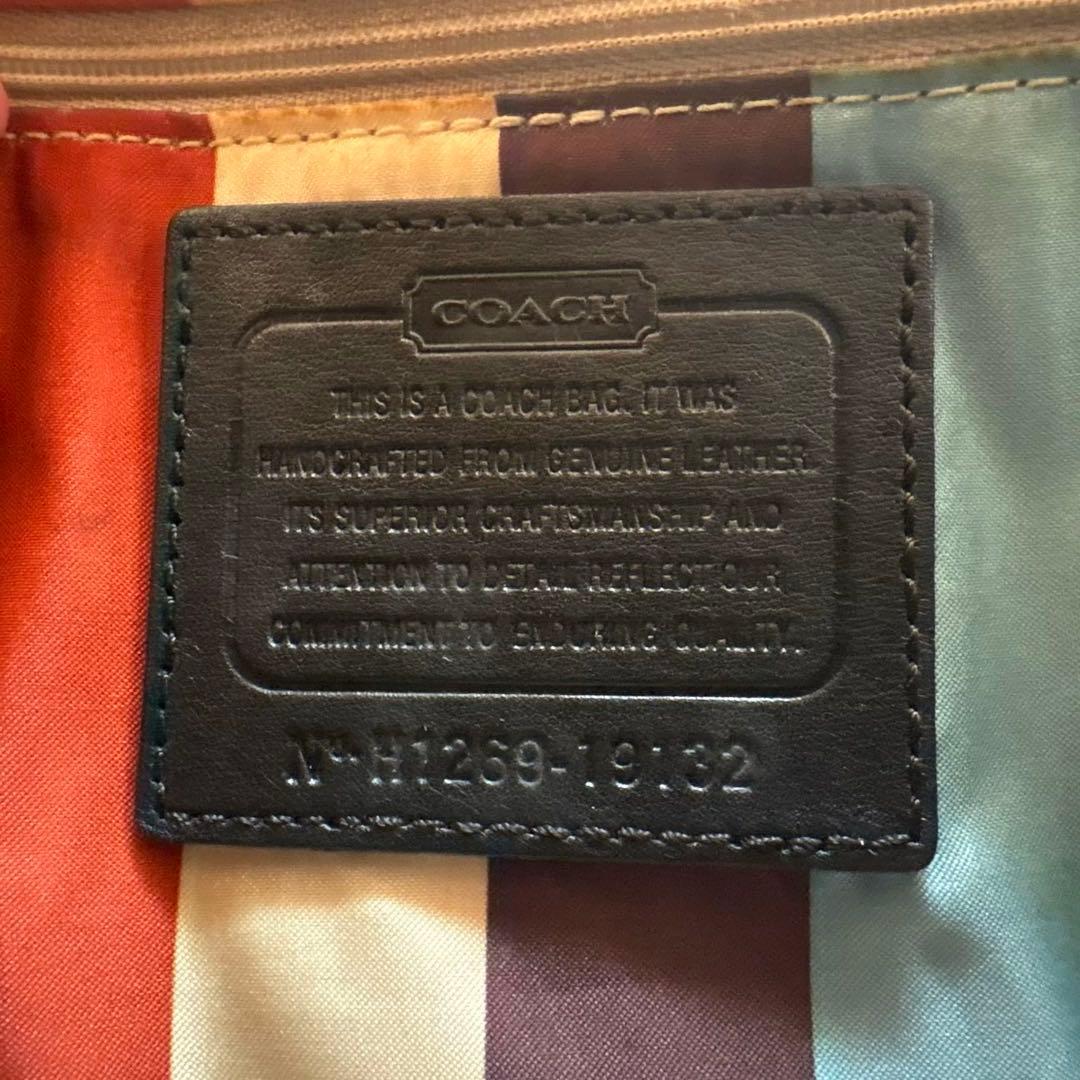 COACH
THIS IS A COACH BAG. IT WAS
HANDCRAFTED FROM GENUINE LEATHER.
ITS SUPERIOR CRAFTSMANSHIP AND
ATTENTION TO DETAIL REFLECT OUR
COMMITMENT TO ENDURING QUALITY.
No. H1269-19132